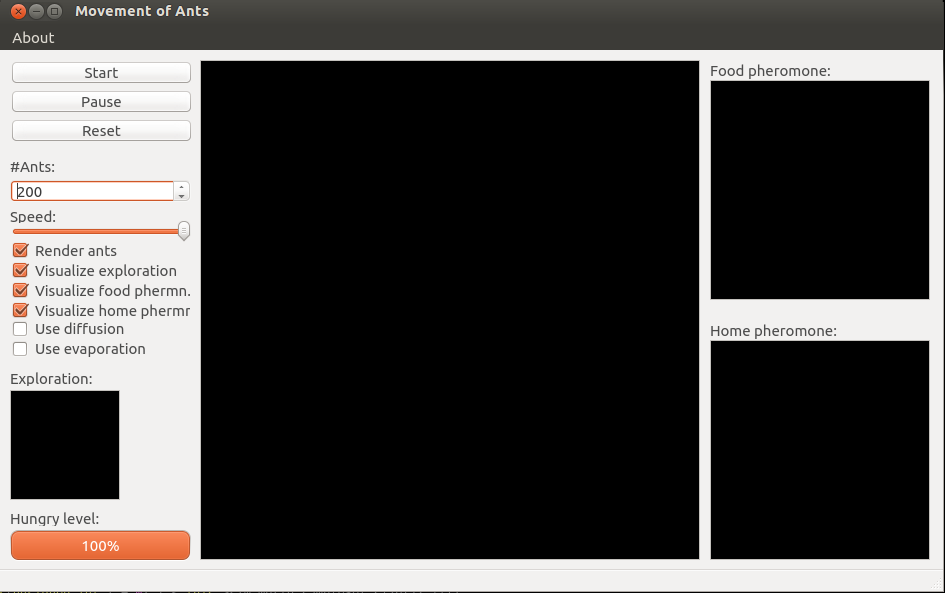 Movement of Ants
About
Start
Pause
Reset
#Ants:
200
Speed:
Render ants
Visualize exploration
Visualize food phermn.
Visualize home phermr
Use diffusion
Use evaporation
Exploration:
Hungry level:
100%
Food pheromone:
Home pheromone: